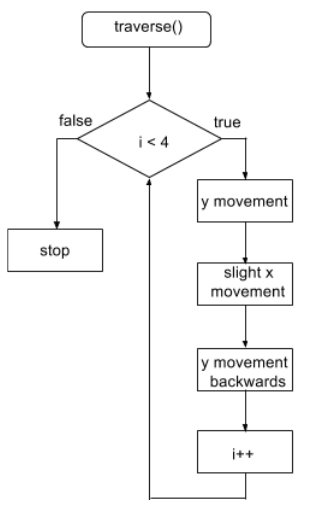 traverse()
false
true
i < 4
y movement
stop
slight x
movement
y movement
backwards
i++